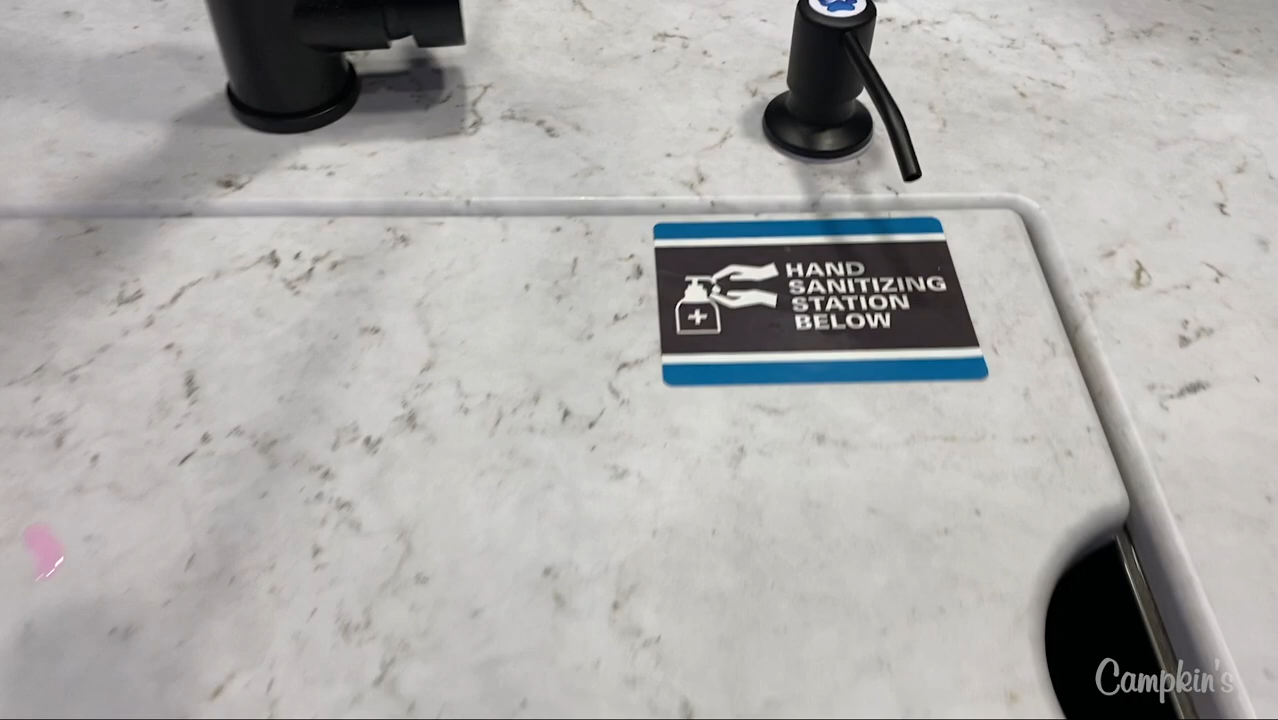 HAND
SANITIZING
STATION
BELOW
Campkin's